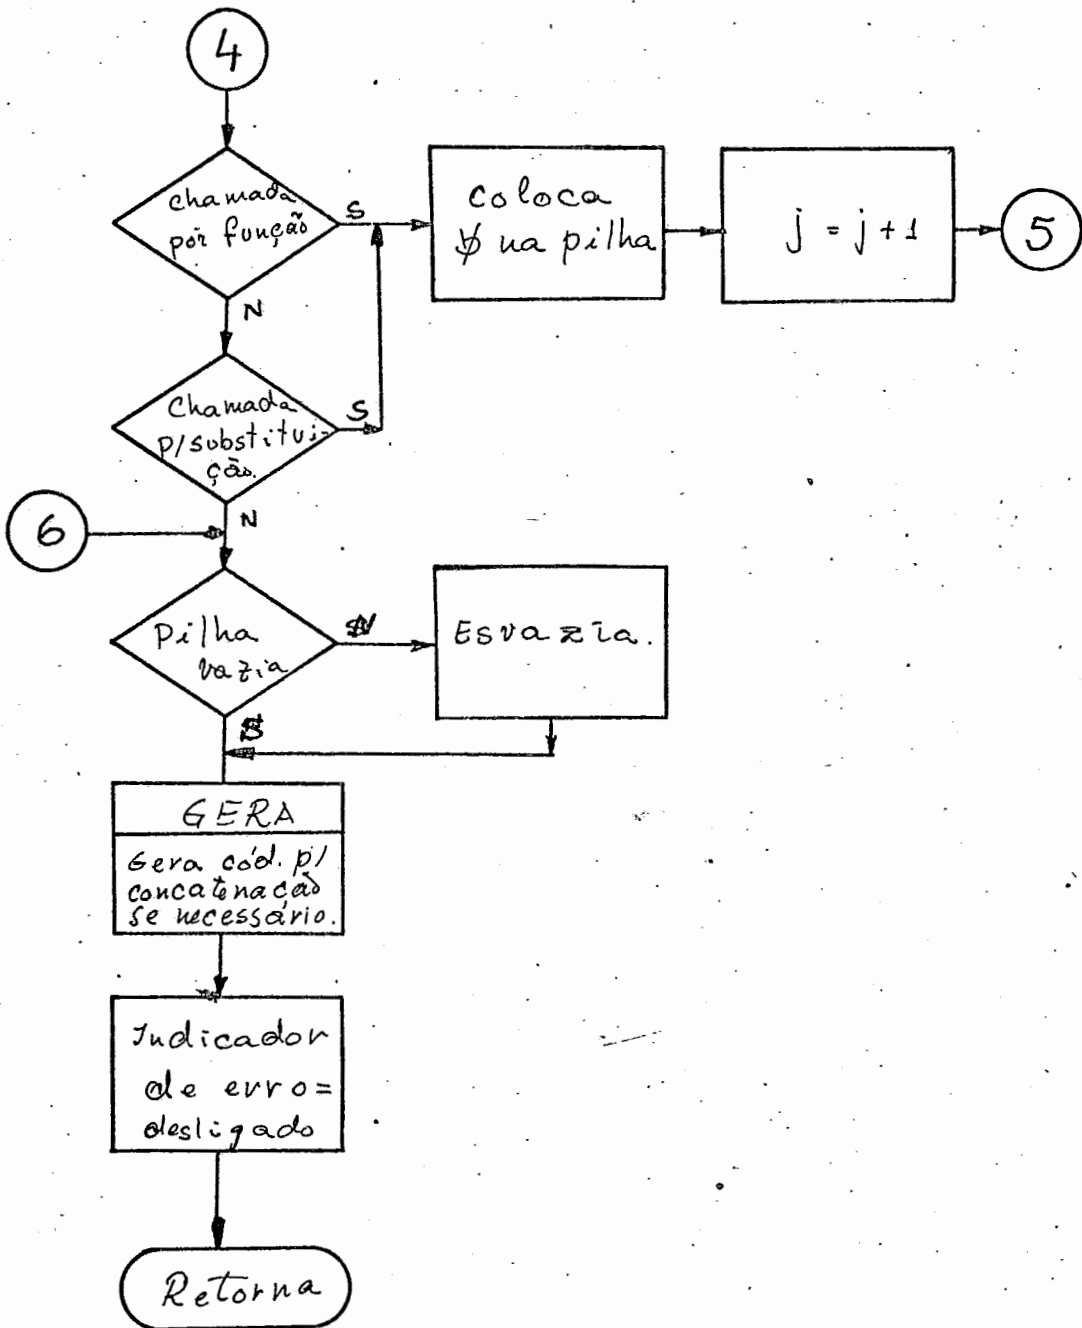 4
chamada
por função
S
N
coloca
na pilha
j = j + 1
5
Chamada
p/substitui-
ção.
S
N
6
Pilha
vazia
N
S
Esvazia.
GERA
Gera cód. p/
concatenação
se necessário.
Indicador
de erro =
desligado
Retorna